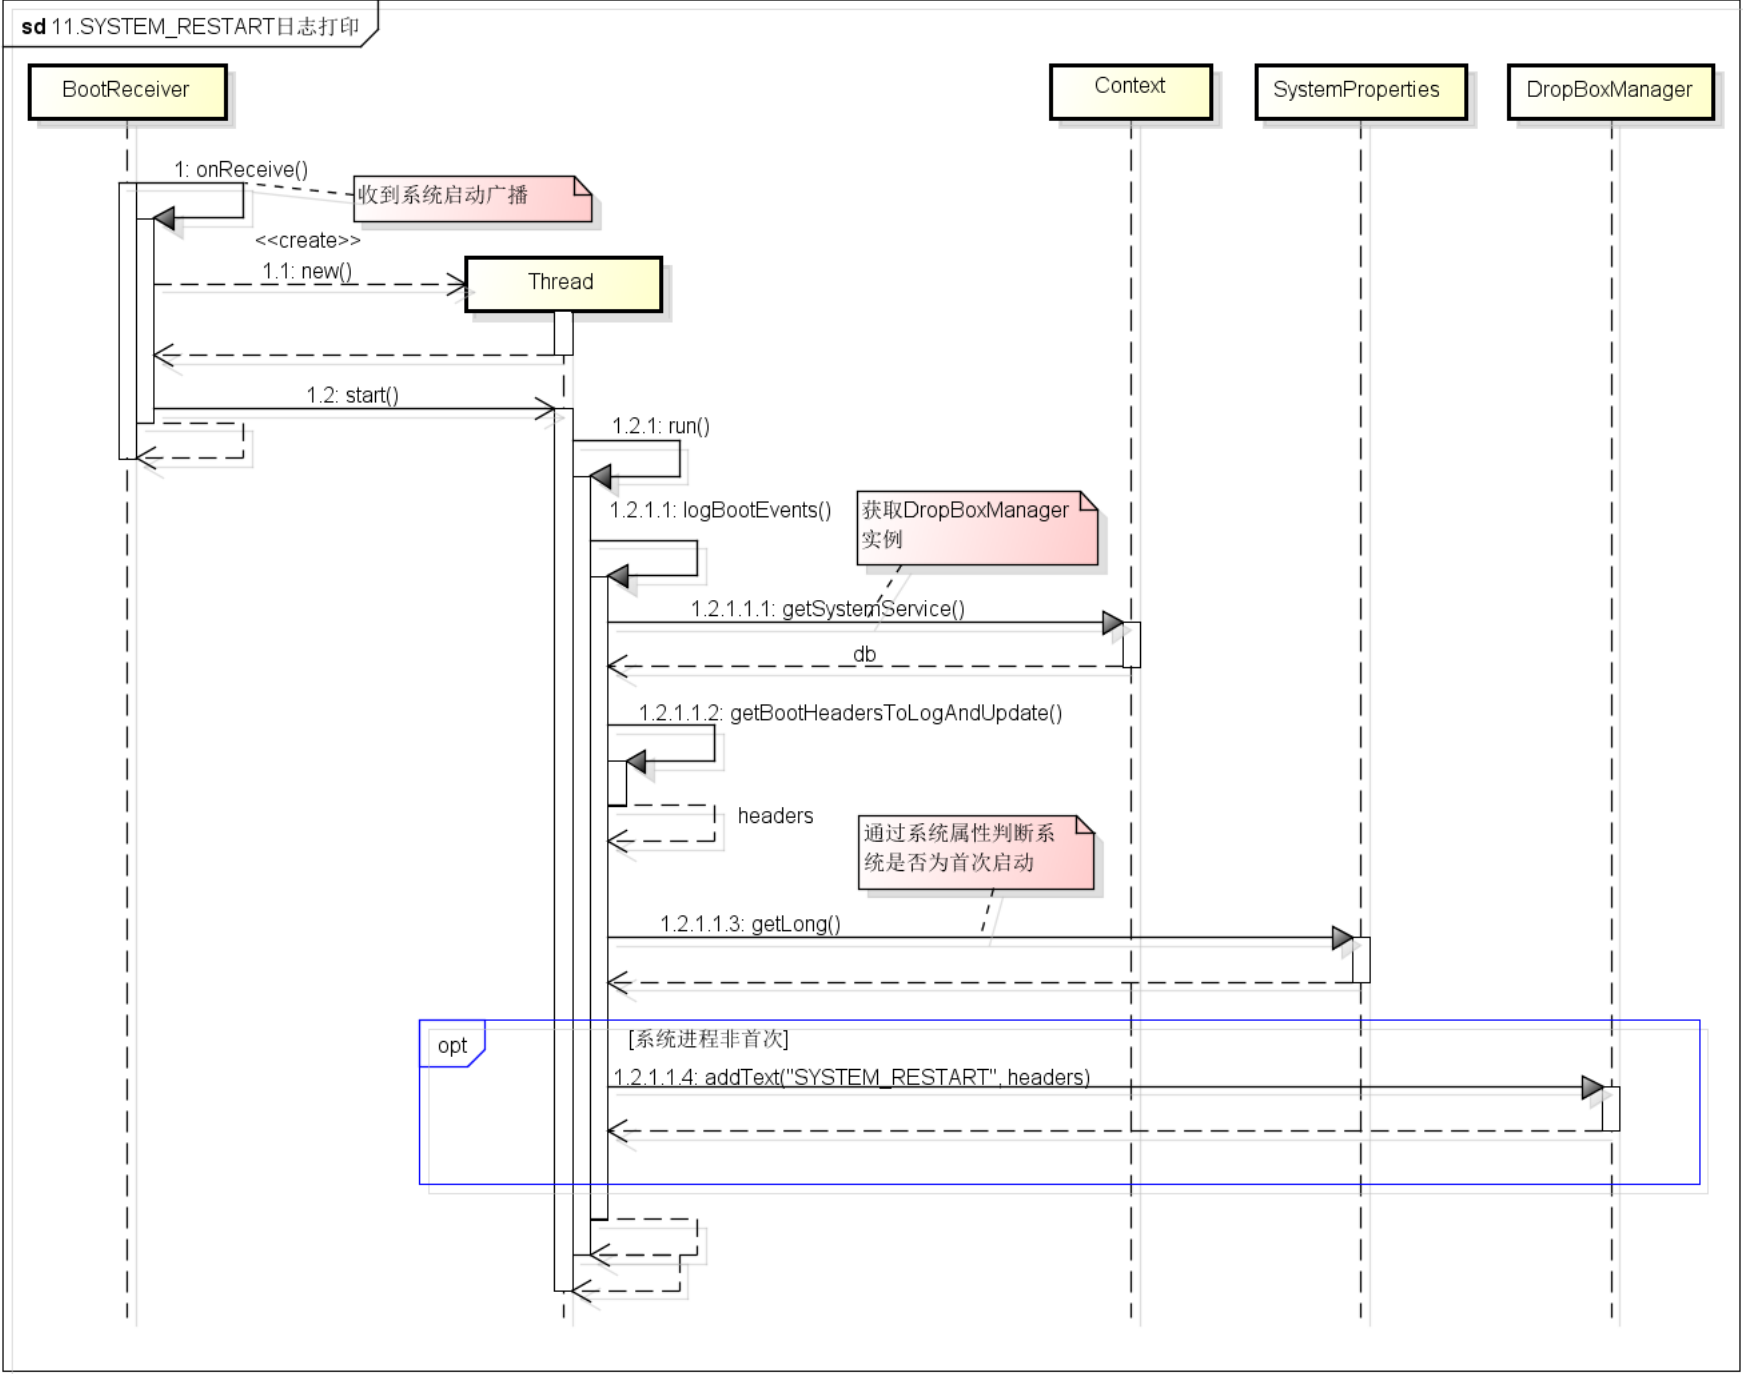 sd 11.SYSTEM_RESTART日志打印
BootReceiver
Context
SystemProperties
DropBoxManager
1: onReceive()
收到系统启动广播
<<create>>
1.1: new()
Thread
1.2: start()
1.2.1: run()
1.2.1.1: logBootEvents()
获取DropBoxManager
实例
1.2.1.1.1: getSystemService()
db
1.2.1.1.2: getBootHeadersToLogAndUpdate()
headers
通过系统属性判断系
统是否为首次启动
1.2.1.1.3: getLong()
opt
[系统进程非首次]
1.2.1.1.4: addText("SYSTEM_RESTART", headers)